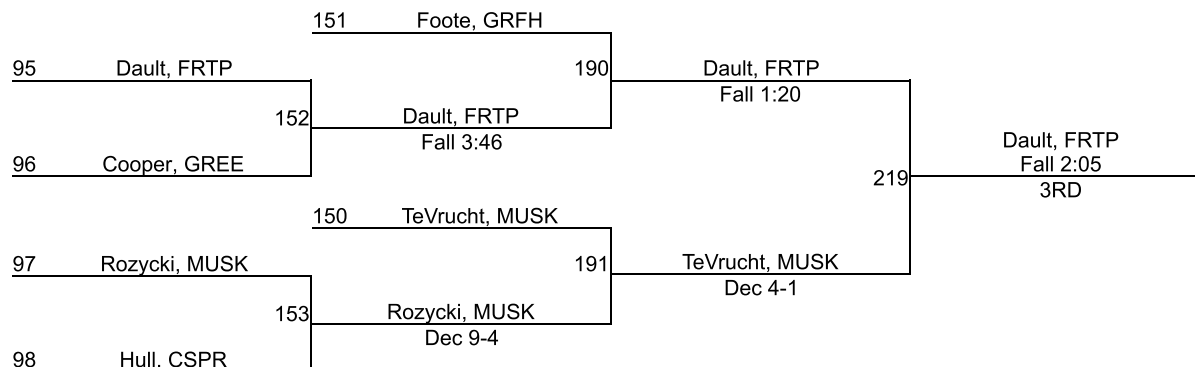 151 Foote, GRFH
95 Dault, FRTP
190 Dault, FRTP
Fall 1:20
152 Dault, FRTP
Fall 3:46
Dault, FRTP
Fall 2:05
96 Cooper, GREE
219
3RD
150 TeVrucht, MUSK
97 Rozycki, MUSK
191 TeVrucht, MUSK
Dec 4-1
153 Rozycki, MUSK
Dec 9-4
98 Hull, CSPR